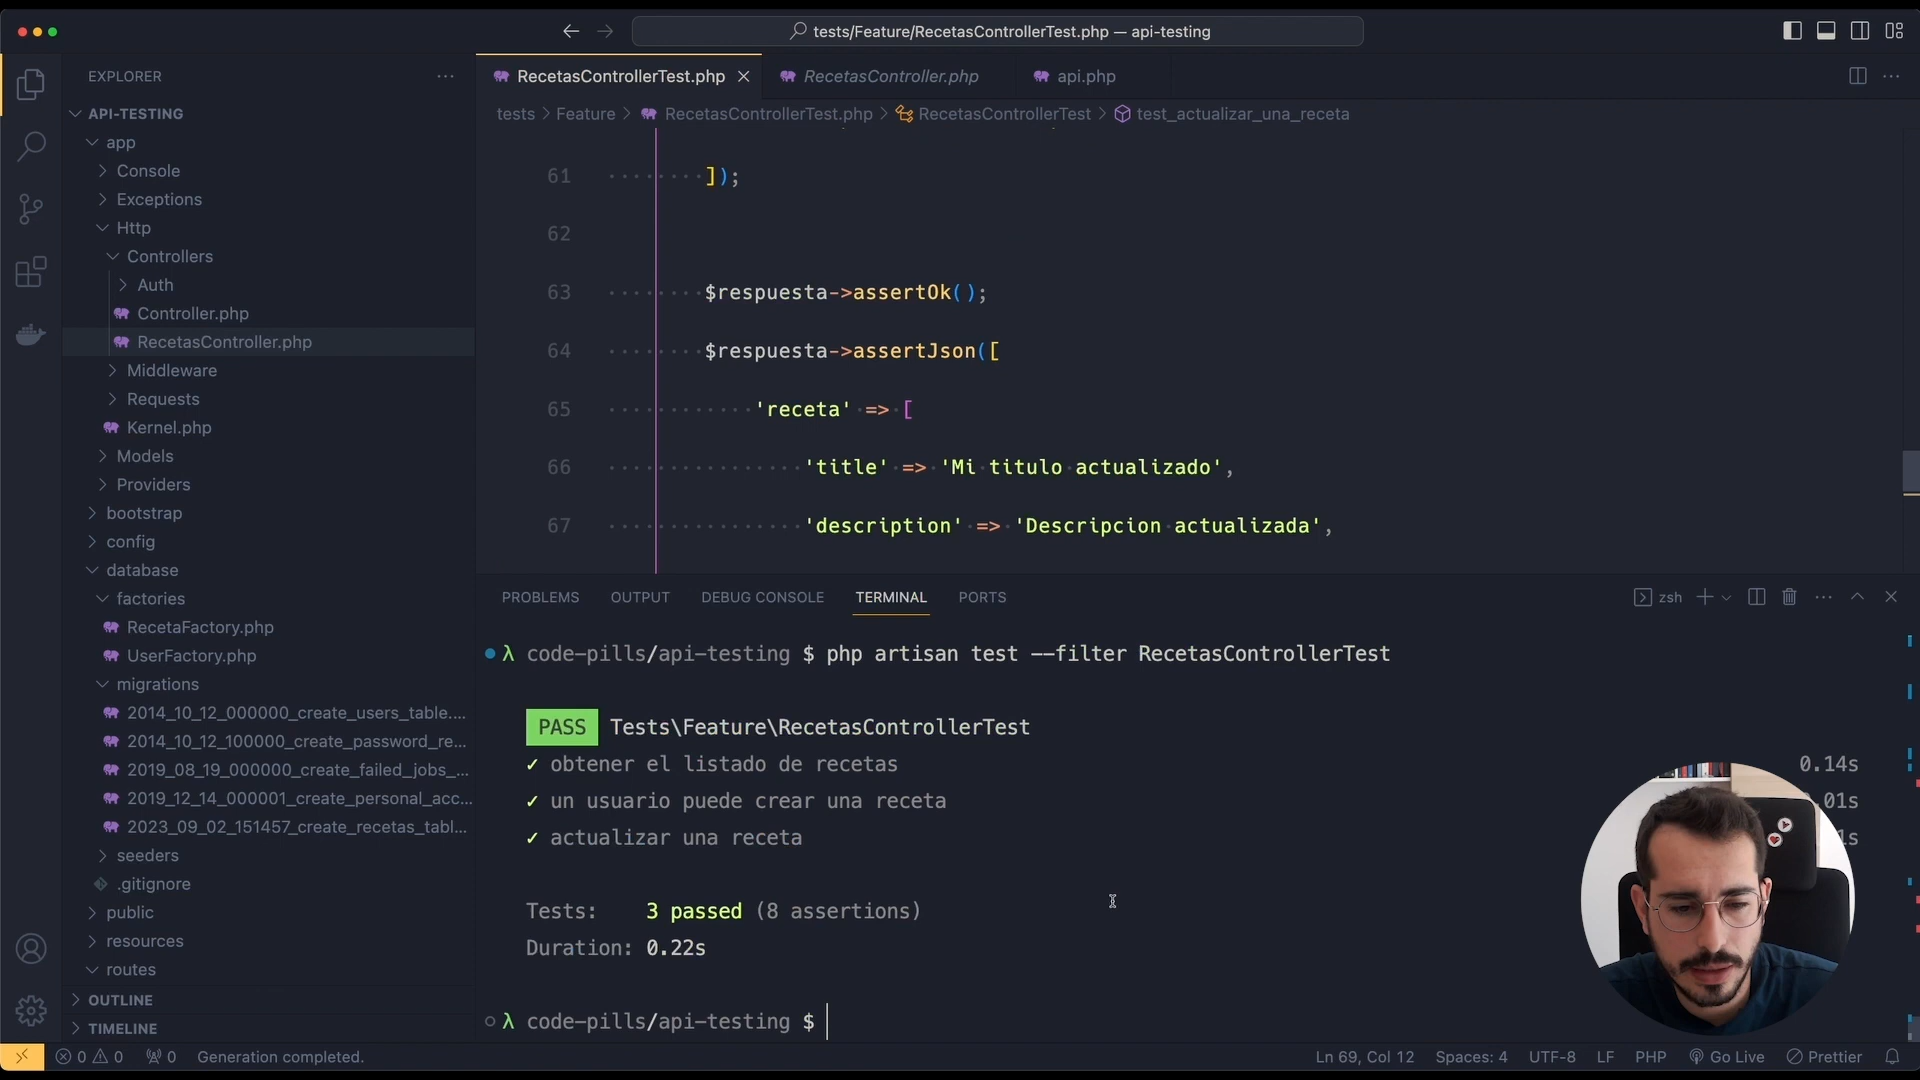 tests/Feature/RecetasControllerTest.php — api-testing
EXPLORER
API-TESTING
app
Console
Exceptions
Http
Controllers
Auth
Controller.php
RecetasController.php
Middleware
Requests
Kernel.php
Models
Providers
bootstrap
config
database
factories
RecetaFactory.php
UserFactory.php
migrations
2014_10_12_000000_create_users_table....
2014_10_12_100000_create_password_re...
2019_08_19_000000_create_failed_jobs_...
2019_12_14_000001_create_personal_acc...
2023_09_02_151457_create_recetas_tabl...
seeders
.gitignore
public
resources
routes
OUTLINE
TIMELINE
RecetasControllerTest.php
RecetasController.php
api.php
tests > Feature > RecetasControllerTest.php > RecetasControllerTest > test_actualizar_una_receta
61 ]);
62
63 $respuesta->assertOk();
64 $respuesta->assertJson([
65 'receta' => [
66 'title' => 'Mi titulo actualizado',
67 'description' => 'Descripcion actualizada',
PROBLEMS OUTPUT DEBUG CONSOLE TERMINAL PORTS
zsh
λ code-pills/api-testing $ php artisan test --filter RecetasControllerTest
PASS Tests\Feature\RecetasControllerTest
✓ obtener el listado de recetas 0.14s
✓ un usuario puede crear una receta .01s
✓ actualizar una receta
Tests: 3 passed (8 assertions)
Duration: 0.22s
λ code-pills/api-testing $
0 0 0 Generation completed.
Ln 69, Col 12 Spaces: 4 UTF-8 LF PHP Go Live Prettier